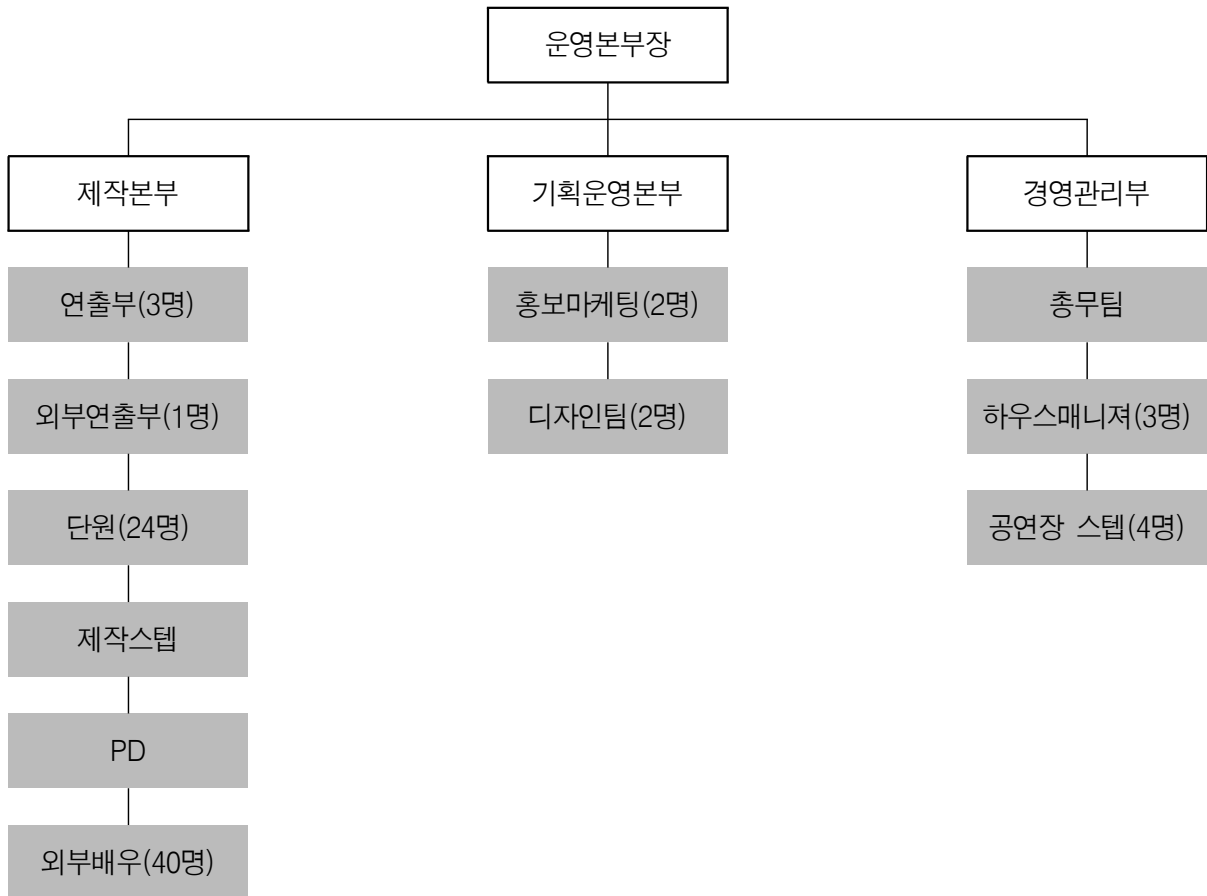 운영본부장
제작본부
기획운영본부
경영관리부
연출부(3명)
홍보마케팅(2명)
총무팀
외부연출부(1명)
디자인팀(2명)
하우스매니져(3명)
단원(24명)
공연장 스텝(4명)
제작스텝
PD
외부배우(40명)